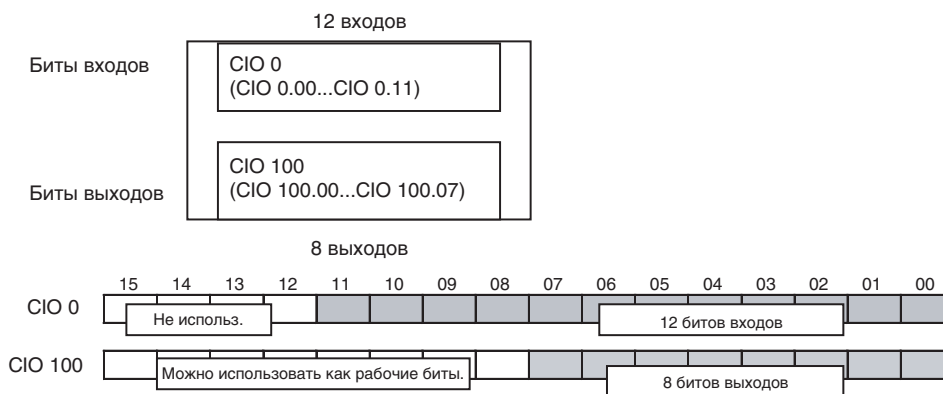 12 входов
Биты входов
CIO 0
(CIO 0.00...CIO 0.11)
CIO 100
(CIO 100.00...CIO 100.07)
Биты выходов
8 выходов
15 14 13 12 11 10 09 08 07 06 05 04 03 02 01 00
CIO 0
Не использ.
12 битов входов
CIO 100
Можно использовать как рабочие биты.
8 битов выходов